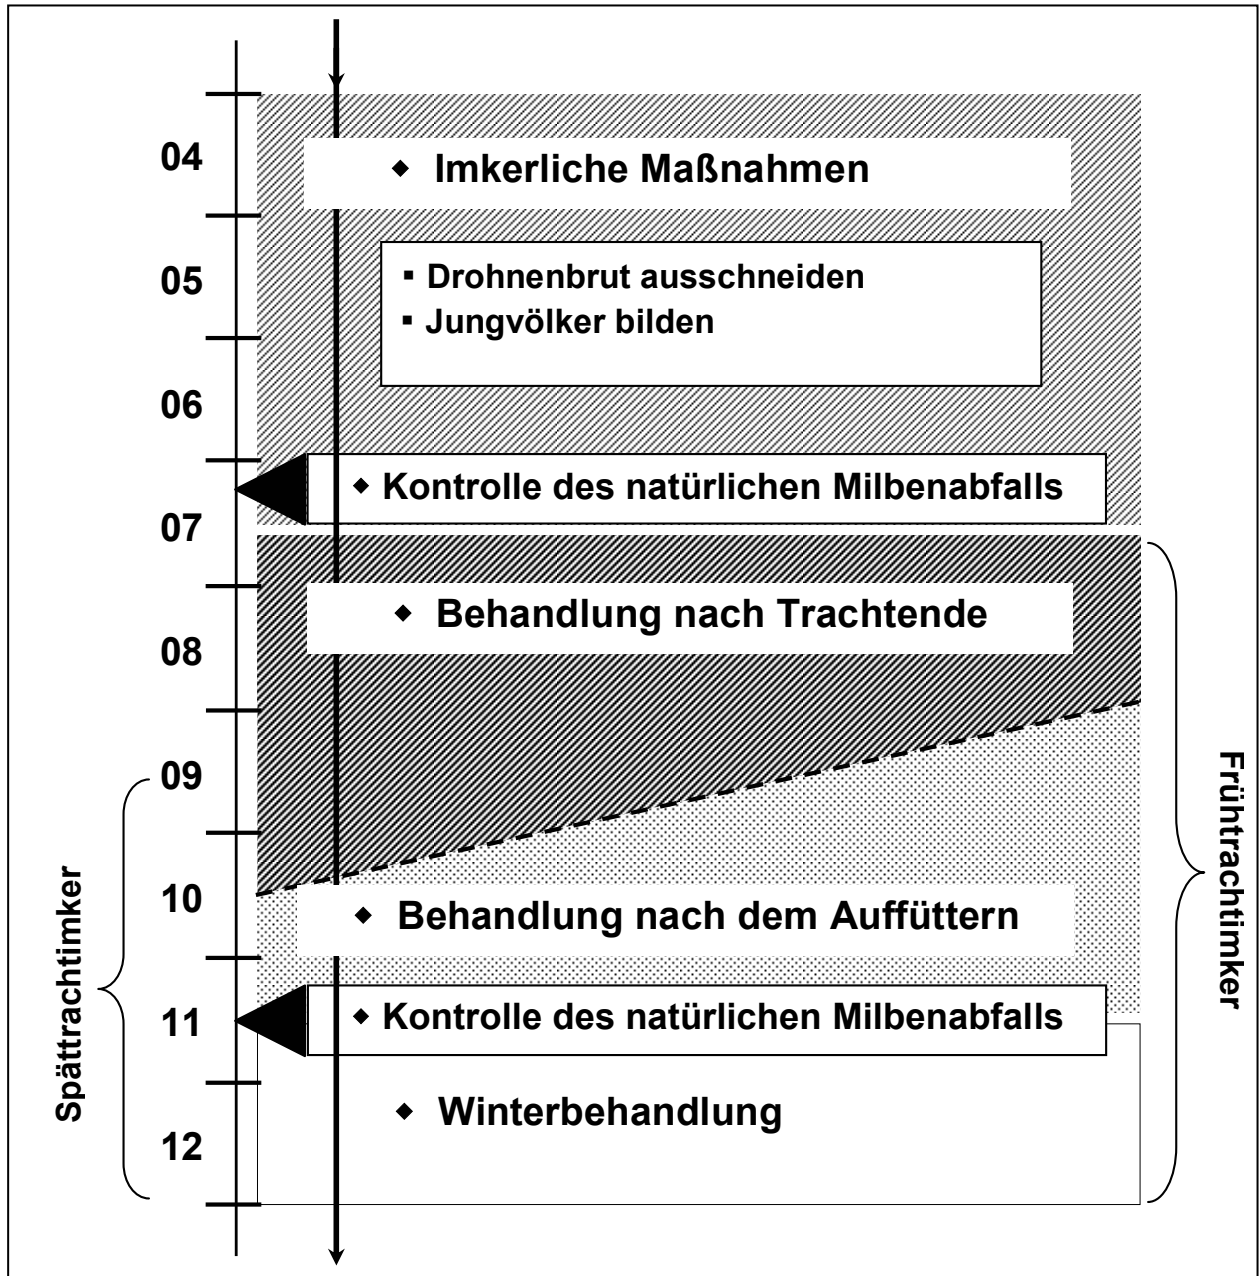 04
◆ Imkerliche Maßnahmen
05
▪ Drohnenbrut ausschneiden
▪ Jungvölker bilden
06
◆ Kontrolle des natürlichen Milbenabfalls
07
◆ Behandlung nach Trachtende
08
09
10
◆ Behandlung nach dem Auffüttern
11
◆ Kontrolle des natürlichen Milbenabfalls
◆ Winterbehandlung
12
Spättrachtimker
Frühtrachtimker